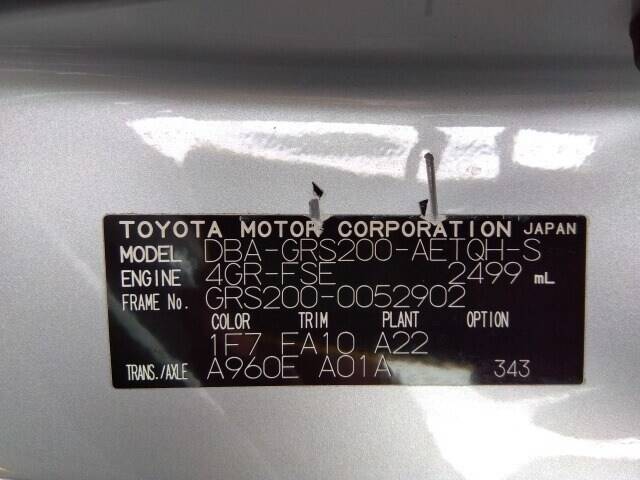 TOYOTA MOTOR CORPORATION JAPAN
MODEL DBA-GRS200-AETQH-S
ENGINE 4GR-FSE 2499 mL
FRAME No. GRS200-0052902
COLOR TRIM PLANT OPTION
1F7 FA10 A22
TRANS./AXLE A960E A01A 343